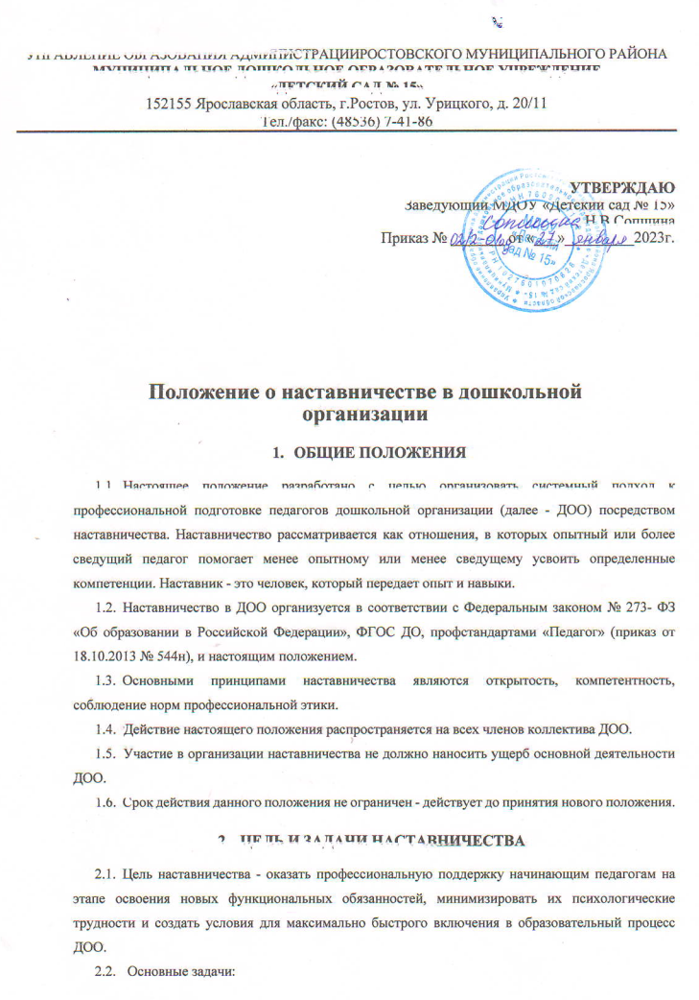 УПРАВЛЕНИЕ ОБРАЗОВАНИЯ АДМИНИСТРАЦИИРОСТОВСКОГО МУНИЦИПАЛЬНОГО РАЙОНА
МУНИЦИПАЛЬНОЕ ДОШКОЛЬНОЕ ОБРАЗОВАТЕЛЬНОЕ УЧРЕЖДЕНИЕ
«ДЕТСКИЙ САД № 15»
152155 Ярославская область, г.Ростов, ул. Урицкого, д. 20/11
Тел./факс: (48536) 7-41-86
УТВЕРЖДАЮ
Заведующий МДОУ «Детский сад № 15»
Н.В.Соппина
Приказ № от «27» января 2023г.
Положение о наставничестве в дошкольной
организации
1. ОБЩИЕ ПОЛОЖЕНИЯ
1.1. Настоящее положение разработано с целью организовать системный подход к
профессиональной подготовке педагогов дошкольной организации (далее - ДОО) посредством
наставничества. Наставничество рассматривается как отношения, в которых опытный или более
сведущий педагог помогает менее опытному или менее сведущему усвоить определенные
компетенции. Наставник - это человек, который передает опыт и навыки.
1.2. Наставничество в ДОО организуется в соответствии с Федеральным законом № 273- ФЗ
«Об образовании в Российской Федерации», ФГОС ДО, профстандартами «Педагог» (приказ от
18.10.2013 № 544н), и настоящим положением.
1.3. Основными принципами наставничества являются открытость, компетентность,
соблюдение норм профессиональной этики.
1.4. Действие настоящего положения распространяется на всех членов коллектива ДОО.
1.5. Участие в организации наставничества не должно наносить ущерб основной деятельности
ДОО.
1.6. Срок действия данного положения не ограничен - действует до принятия нового положения.
2. ЦЕЛЬ И ЗАДАЧИ НАСТАВНИЧЕСТВА
2.1. Цель наставничества - оказать профессиональную поддержку начинающим педагогам на
этапе освоения новых функциональных обязанностей, минимизировать их психологические
трудности и создать условия для максимально быстрого включения в образовательный процесс
ДОО.
2.2. Основные задачи: